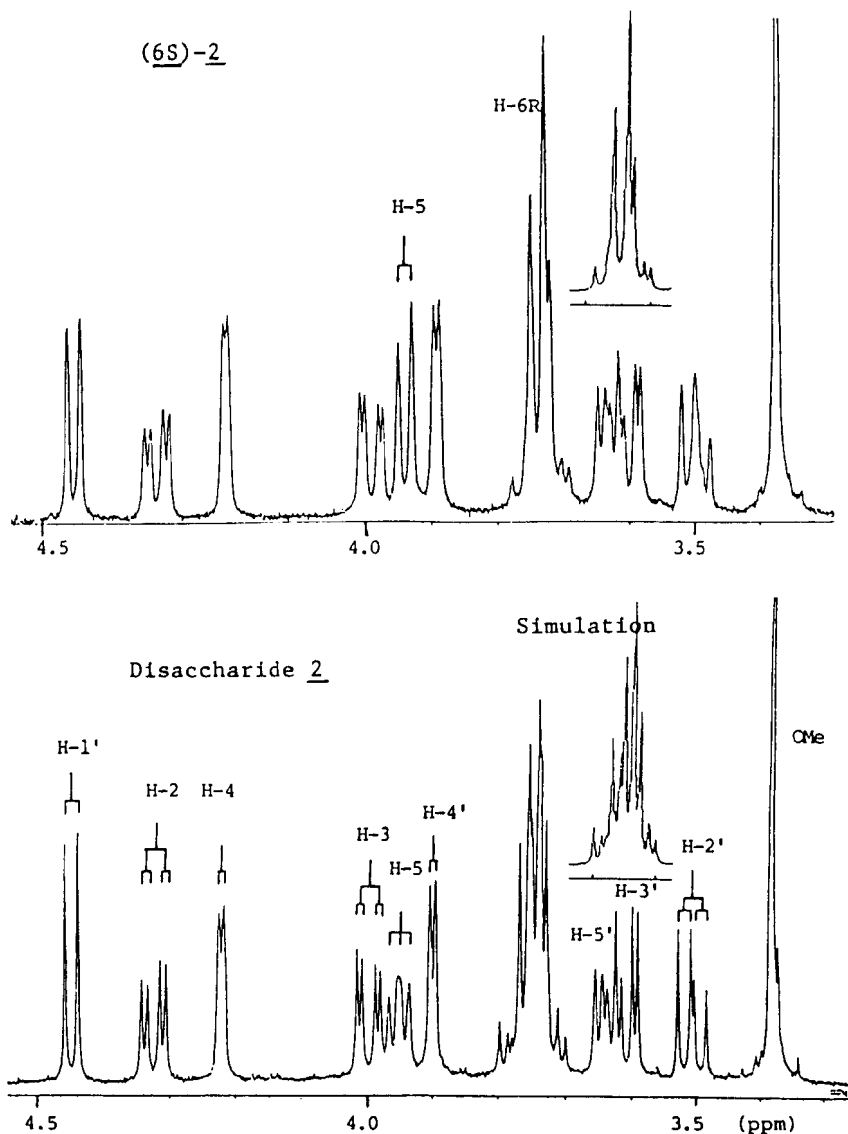 (6S)-2
H-6R
H-5
4.5 4.0 3.5
Simulation
Disaccharide 2
H-1'
OMe
H-2 H-4
H-4'
H-3
H-2'
H-5
H-3'
H-5'
4.5 4.0 3.5 (ppm)